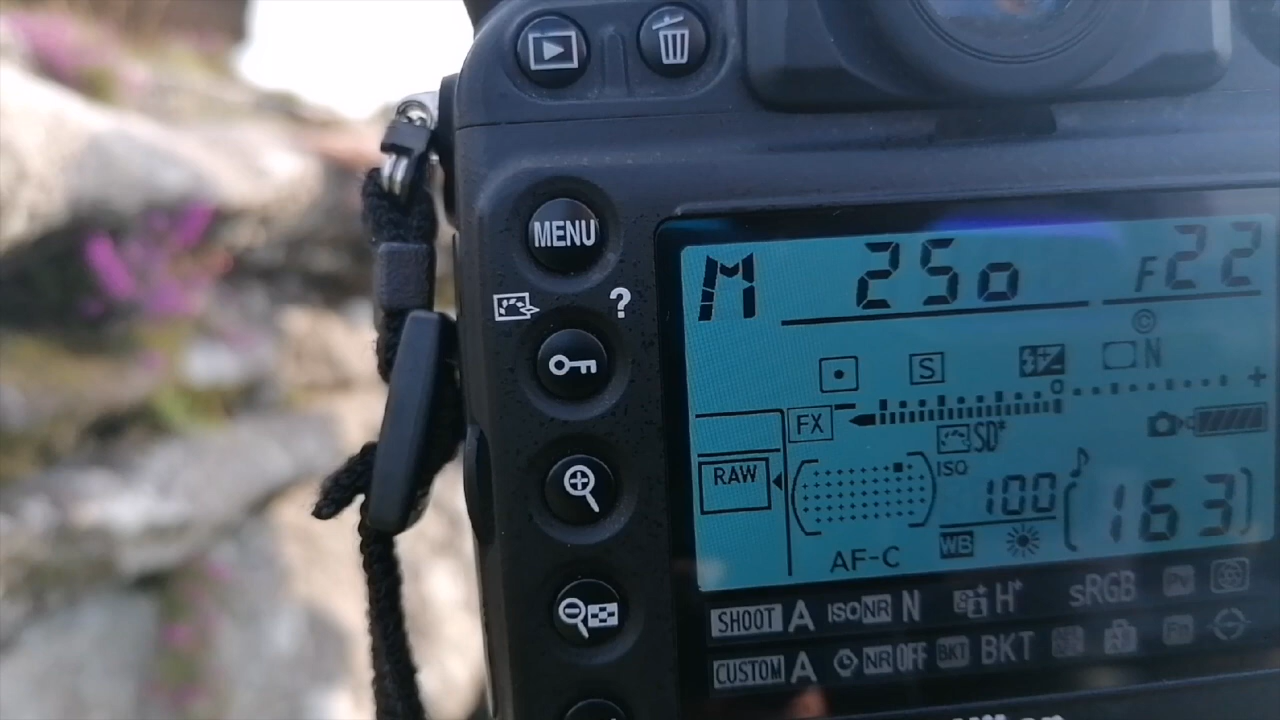 MENU
?
M 250 F22
S © N
+
FX
SD*
RAW
ISO
100 (163)
AF-C WB
SHOOT A ISO NR N H+ sRGB
CUSTOM A NR OFF BKT BKT Fn